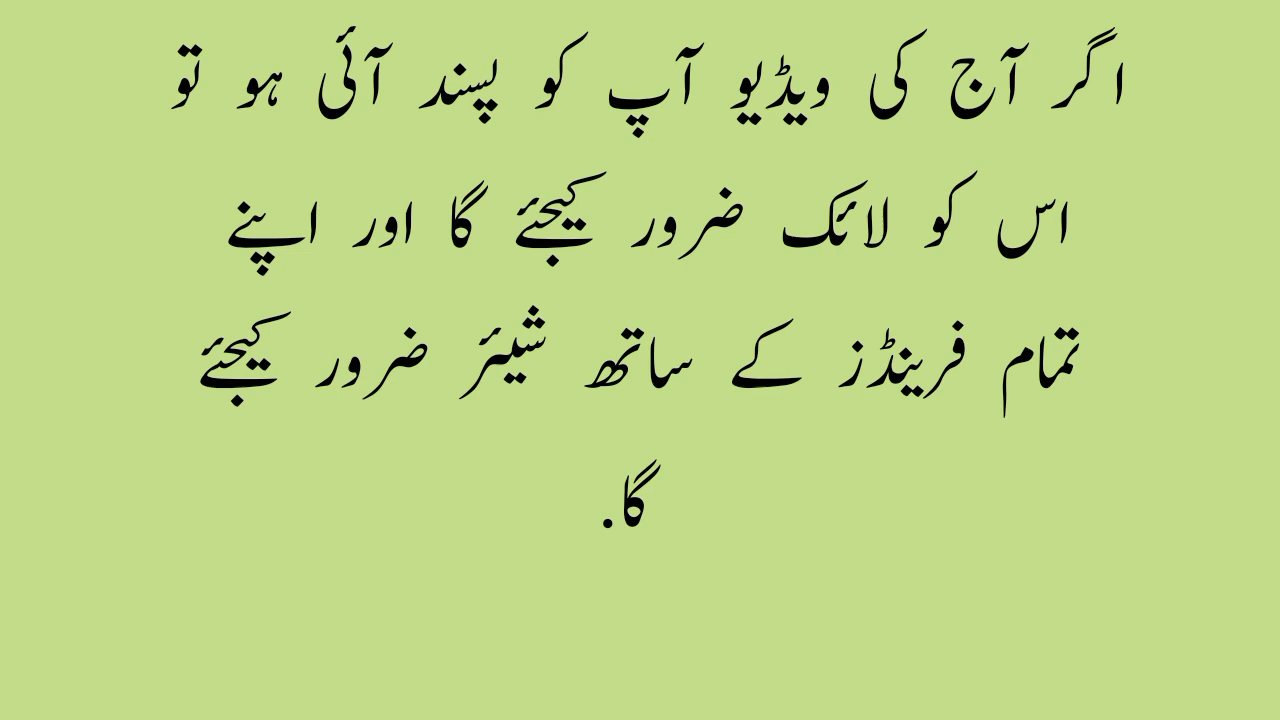 اگر آج کی ویڈیو آپ کو پسند آئی ہو تو
اس کو لائک ضرور کیجئے گا اور اپنے
تمام فرینڈز کے ساتھ شیئر ضرور کیجئے
گا.